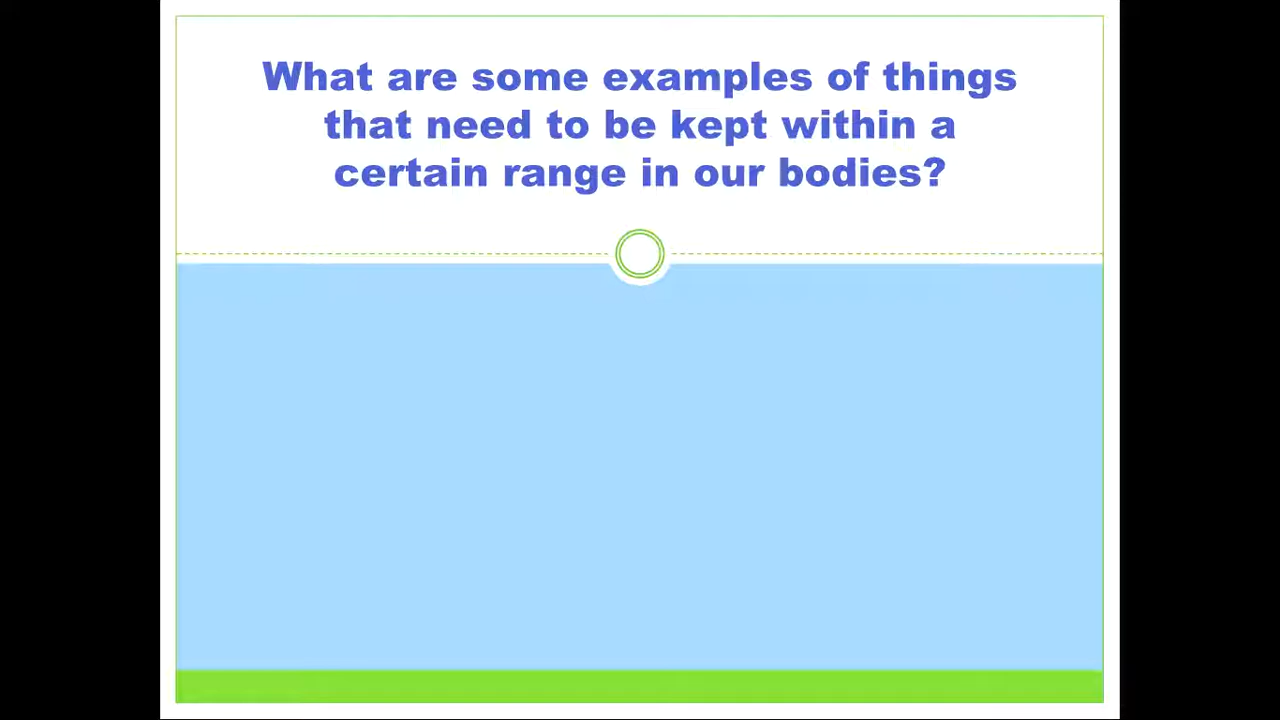 What are some examples of things
that need to be kept within a
certain range in our bodies?